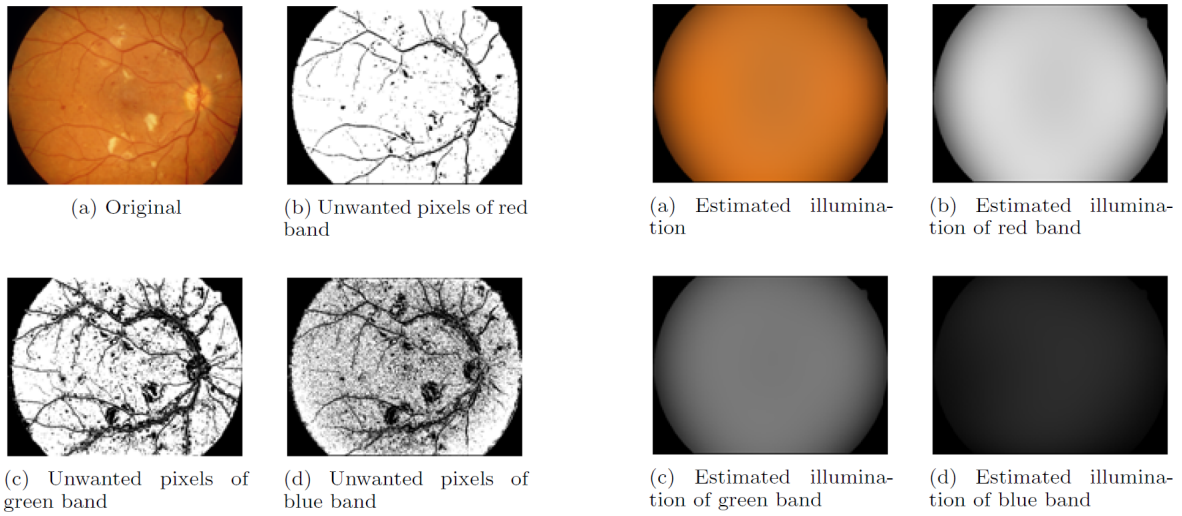 (a) Original
(b) Unwanted pixels of red
band
(c) Unwanted pixels of
green band
(d) Unwanted pixels of
blue band
(a) Estimated illumina-
tion
(b) Estimated illumina-
tion of red band
(c) Estimated illumina-
tion of green band
(d) Estimated illumina-
tion of blue band